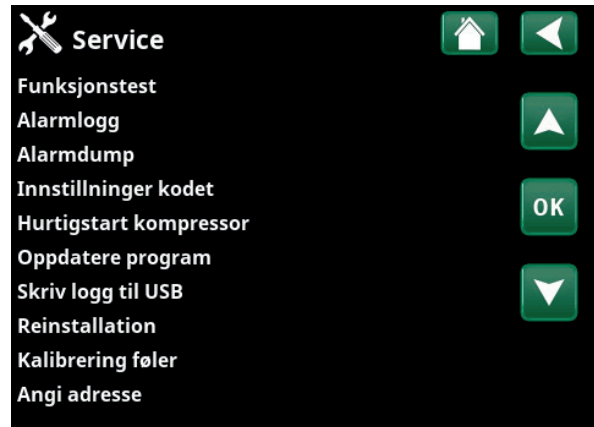 Service
Funksjonstest
Alarmlogg
Alarmdump
Innstillninger kodet
OK
Hurtigstart kompressor
Oppdatere program
Skriv logg til USB
Reinstallation
Kalibrering føler
Angi adresse